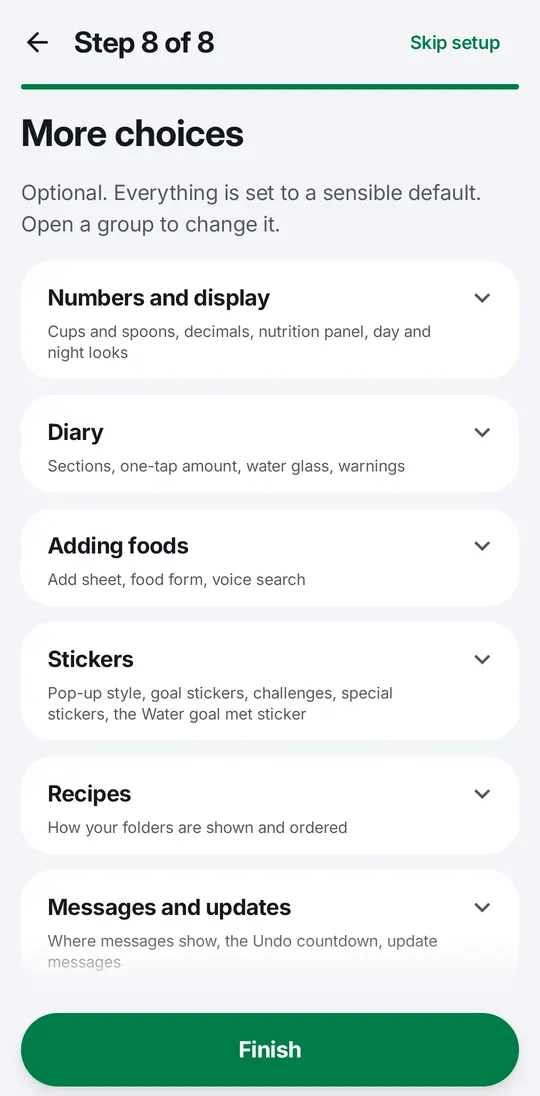 Step 8 of 8
Skip setup
More choices
Optional. Everything is set to a sensible default.
Open a group to change it.
Numbers and display
Cups and spoons, decimals, nutrition panel, day and
night looks
Diary
Sections, one-tap amount, water glass, warnings
Adding foods
Add sheet, food form, voice search
Stickers
Pop-up style, goal stickers, challenges, special
stickers, the Water goal met sticker
Recipes
How your folders are shown and ordered
Messages and updates
Where messages show, the Undo countdown, update
messages
Finish